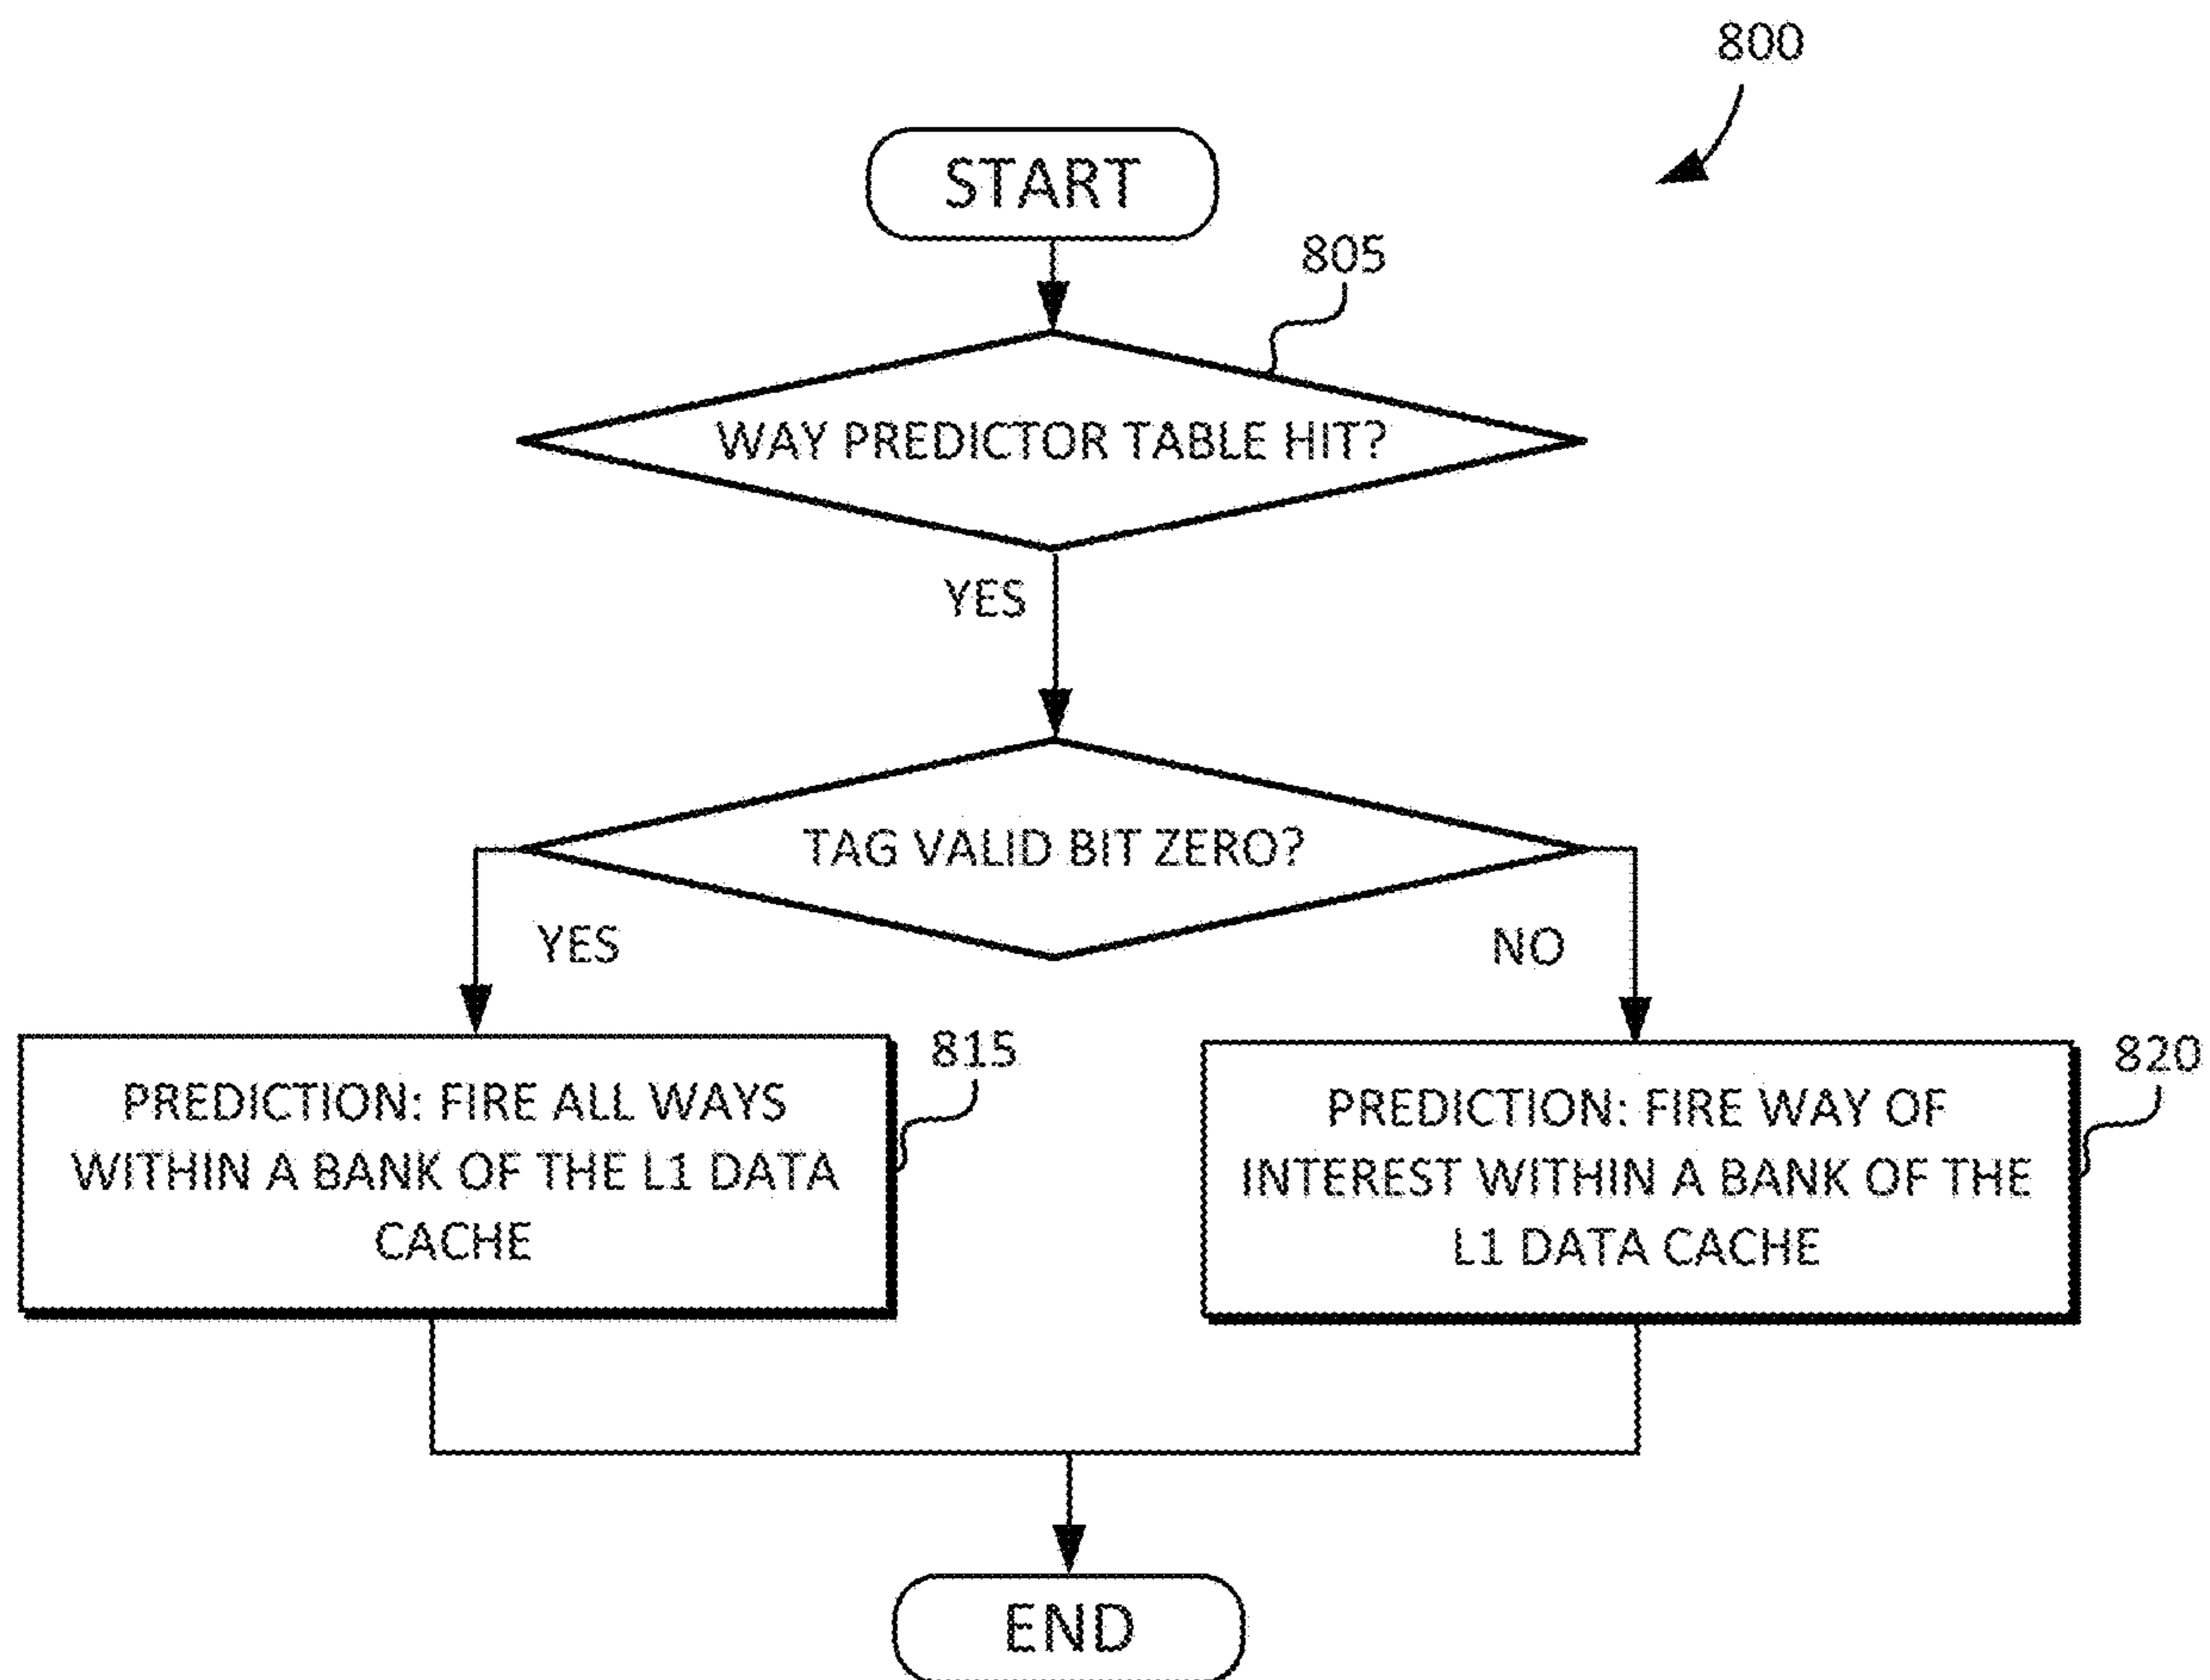 800
START
805
WAY PREDICTOR TABLE HIT?
YES
TAG VALID BIT ZERO?
YES
NO
815
PREDICTION: FIRE ALL WAYS
WITHIN A BANK OF THE L1 DATA
CACHE
820
PREDICTION: FIRE WAY OF
INTEREST WITHIN A BANK OF THE
L1 DATA CACHE
END